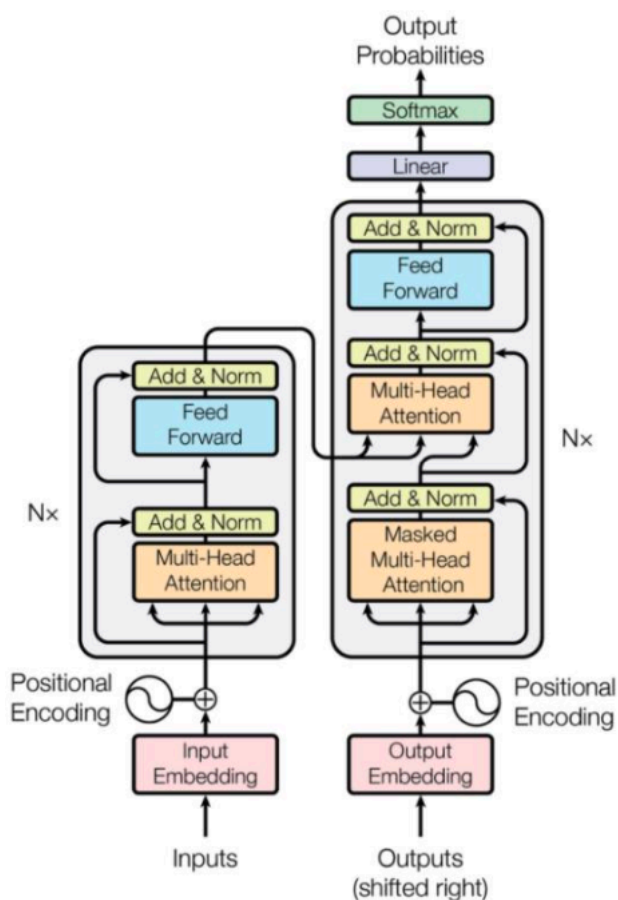 Output
Probabilities
Softmax
Linear
Add & Norm
Feed
Forward
Add & Norm
Multi-Head
Attention
Nx
Add & Norm
Masked
Multi-Head
Attention
Add & Norm
Feed
Forward
Nx
Add & Norm
Multi-Head
Attention
Positional
Encoding
Positional
Encoding
Input
Embedding
Output
Embedding
Inputs
Outputs
(shifted right)